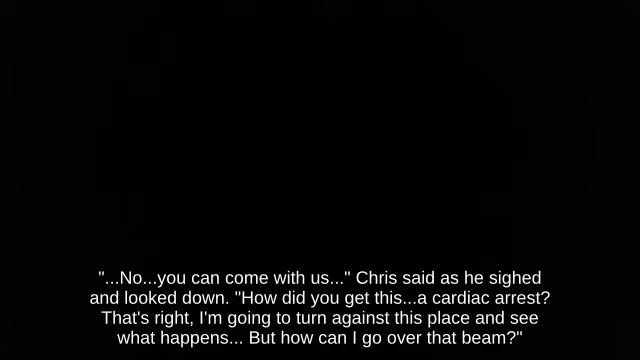 "...No...you can come with us..." Chris said as he sighed
and looked down. "How did you get this...a cardiac arrest?
That's right, I'm going to turn against this place and see
what happens... But how can I go over that beam?"